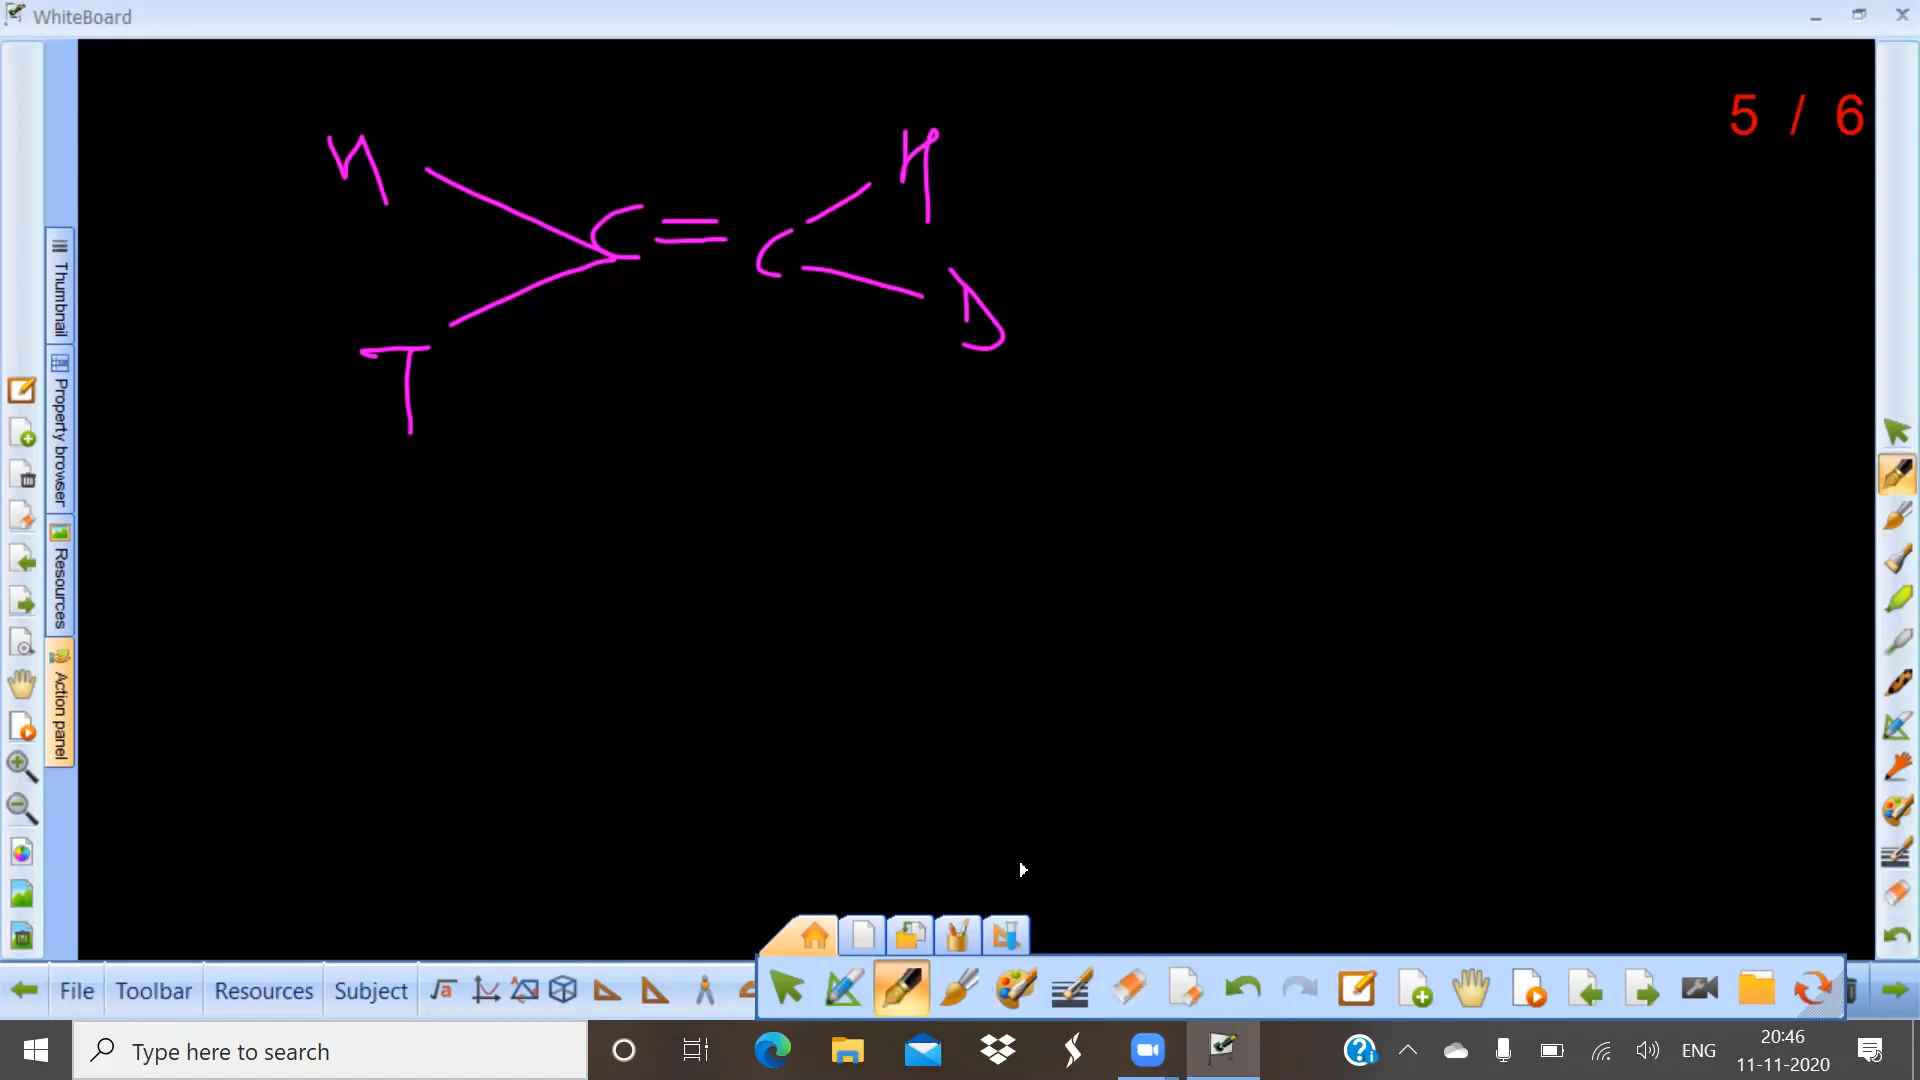 WhiteBoard
5 / 6
H H
C = C
T D
Thumbnail
Property browser
Resources
Action panel
File Toolbar Resources Subject
Type here to search
ENG
20:46
11-11-2020